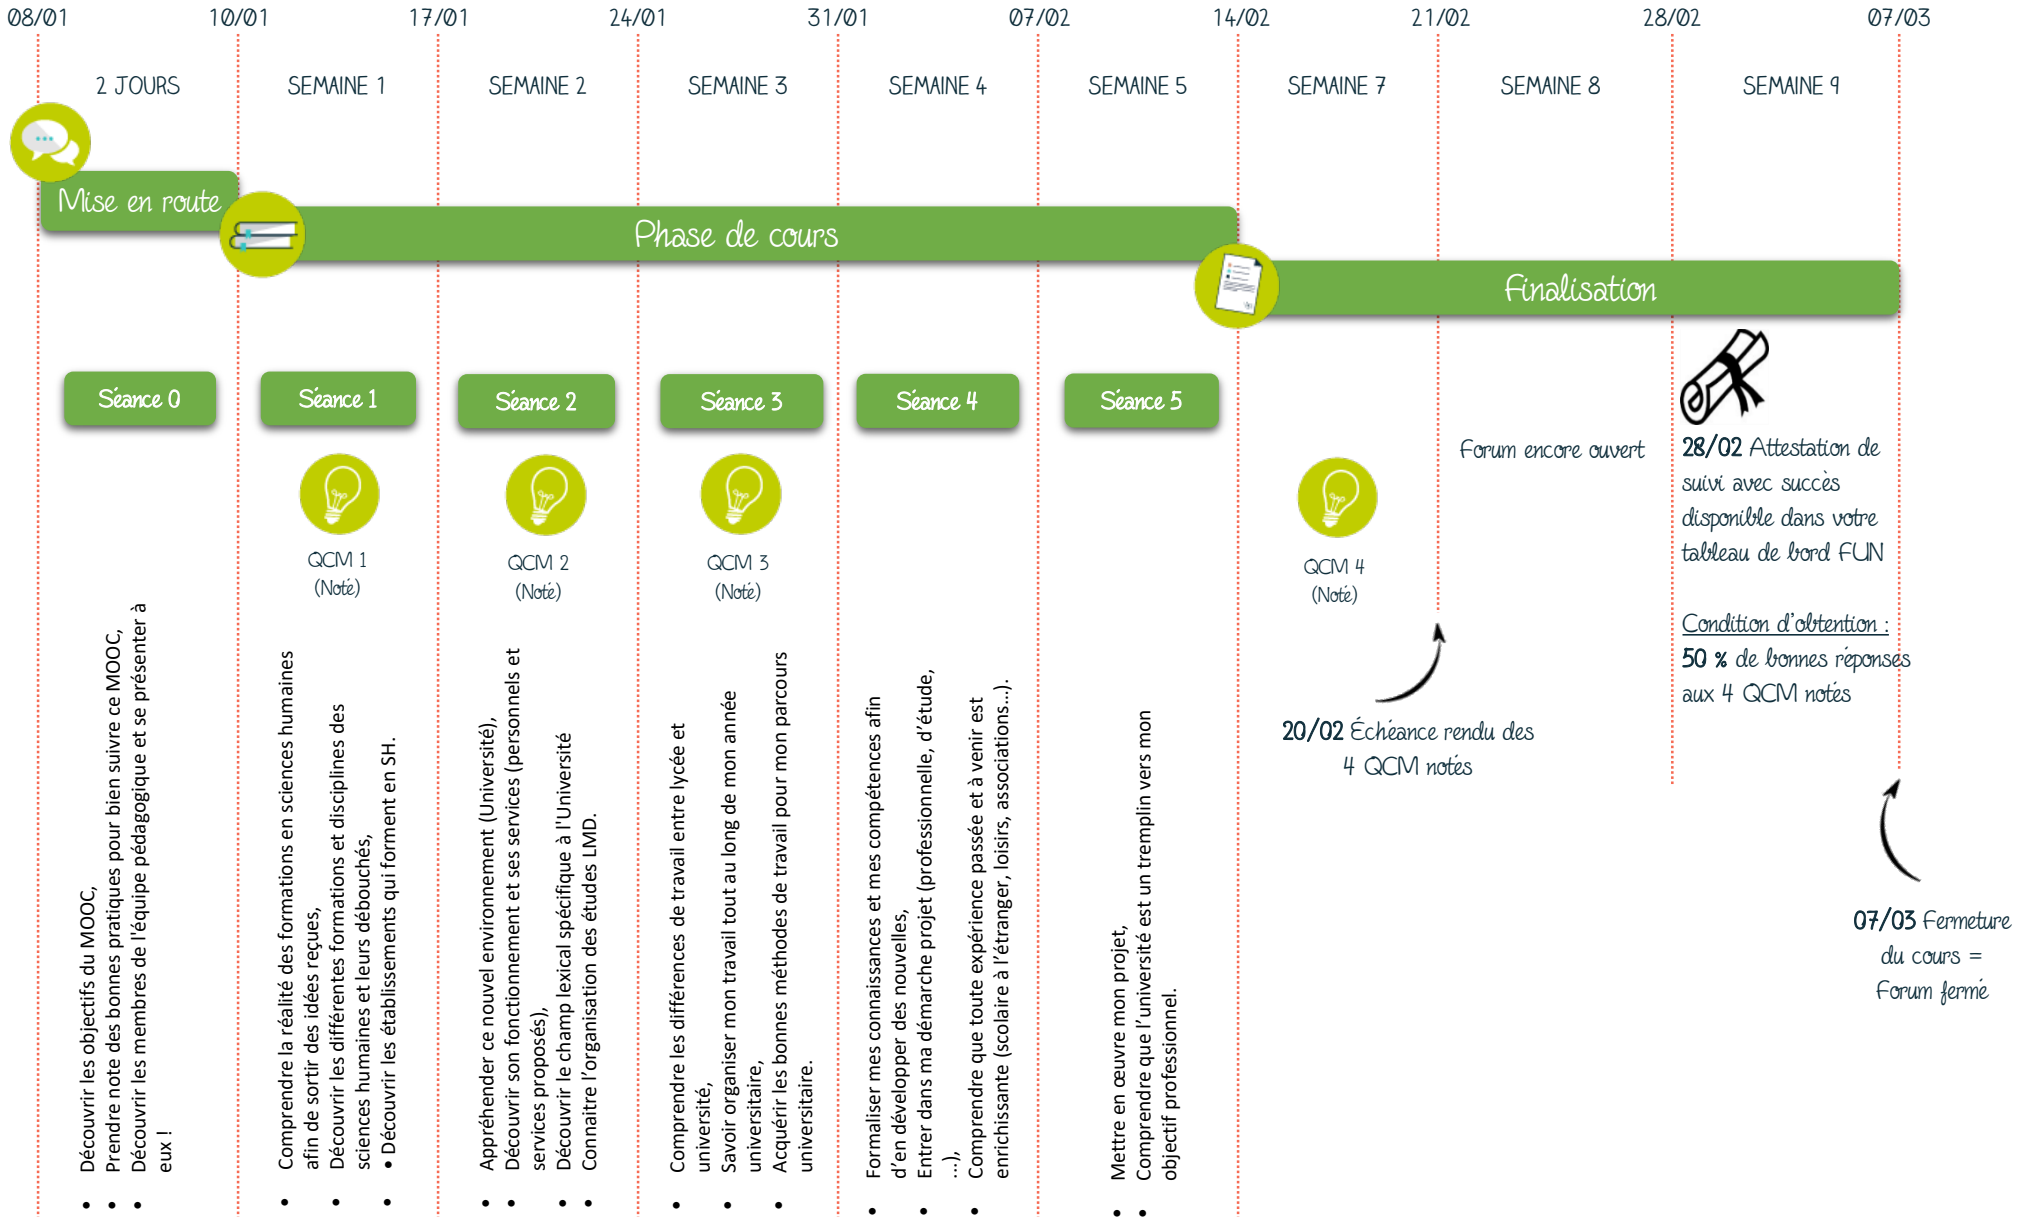 08/01
10/01
17/01
24/01
31/01
07/02
14/02
21/02
28/02
07/03
2 JOURS
SEMAINE 1
SEMAINE 2
SEMAINE 3
SEMAINE 4
SEMAINE 5
SEMAINE 7
SEMAINE 8
SEMAINE 9
Mise en route
Phase de cours
Finalisation
Séance 0
Séance 1
Séance 2
Séance 3
Séance 4
Séance 5
QCM 1
(Noté)
QCM 2
(Noté)
QCM 3
(Noté)
QCM 4
(Noté)
Forum encore ouvert
28/02 Attestation de
suivi avec succès
disponible dans votre
tableau de bord FUN
Condition d'obtention :
50 % de bonnes réponses
aux 4 QCM notés
20/02 Échéance rendu des
4 QCM notés
07/03 Fermeture
du cours =
Forum fermé
• Découvrir les objectifs du MOOC,
• Prendre note des bonnes pratiques pour bien suivre ce MOOC,
• Découvrir les membres de l'équipe pédagogique et se présenter à
eux !
• Comprendre la réalité des formations en sciences humaines
afin de sortir des idées reçues,
• Découvrir les différentes formations et disciplines des
sciences humaines et leurs débouchés,
• • Découvrir les établissements qui forment en SH.
• Appréhender ce nouvel environnement (Université),
• Découvrir son fonctionnement et ses services (personnels et
services proposés),
• Découvrir le champ lexical spécifique à l'Université
• Connaitre l'organisation des études LMD.
• Comprendre les différences de travail entre lycée et
université,
• Savoir organiser mon travail tout au long de mon année
universitaire,
• Acquérir les bonnes méthodes de travail pour mon parcours
universitaire.
• Formaliser mes connaissances et mes compétences afin
d'en développer des nouvelles,
• Entrer dans ma démarche projet (professionnelle, d'étude,
...),
• Comprendre que toute expérience passée et à venir est
enrichissante (scolaire à l'étranger, loisirs, associations...).
• Mettre en œuvre mon projet,
• Comprendre que l'université est un tremplin vers mon
objectif professionnel.